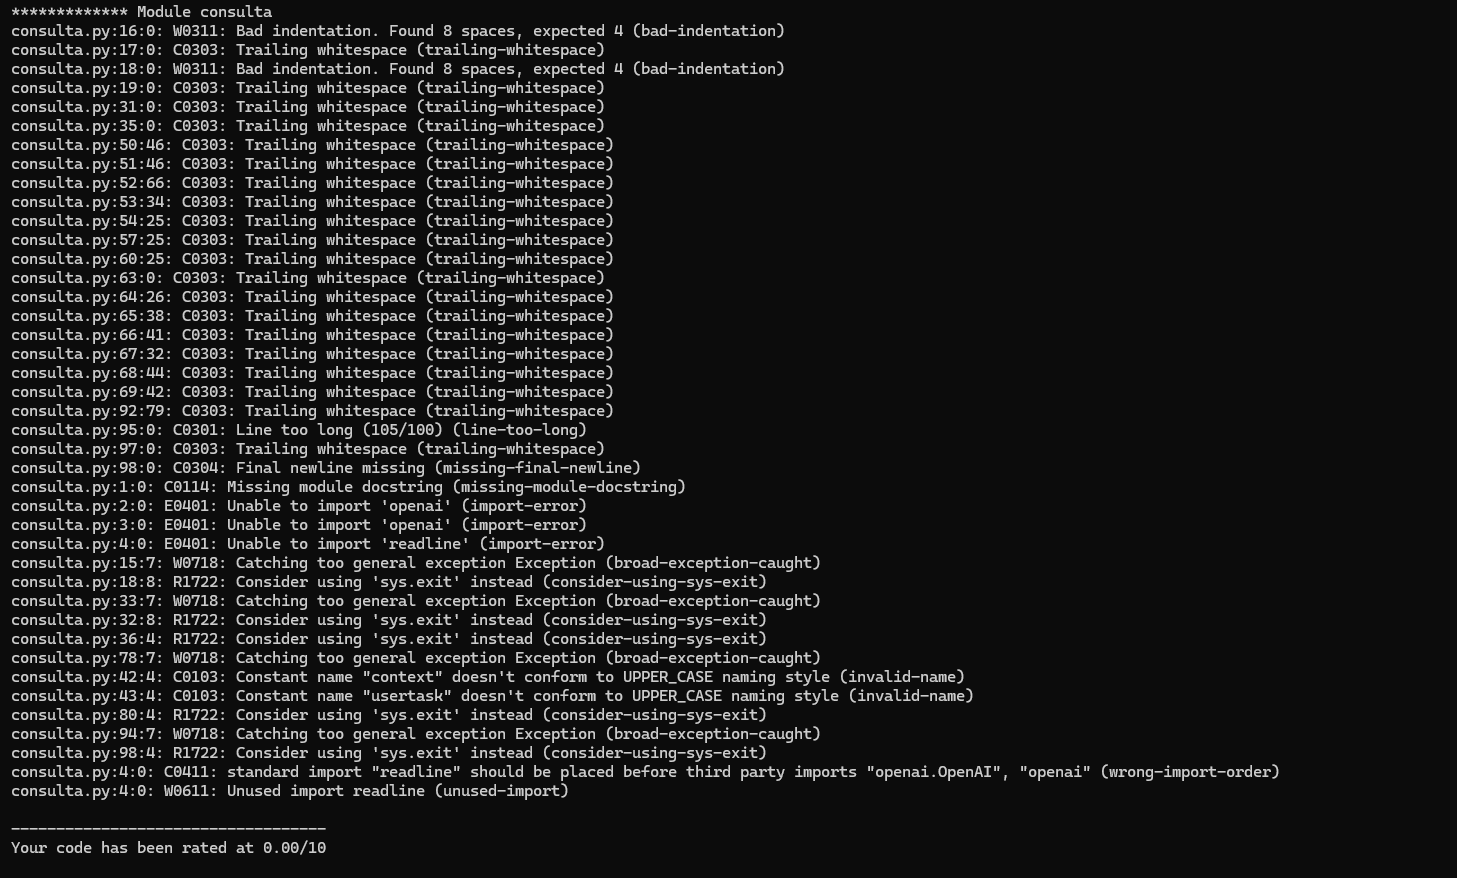 ************* Module consulta
consulta.py:16:0: W0311: Bad indentation. Found 8 spaces, expected 4 (bad-indentation)
consulta.py:17:0: C0303: Trailing whitespace (trailing-whitespace)
consulta.py:18:0: W0311: Bad indentation. Found 8 spaces, expected 4 (bad-indentation)
consulta.py:19:0: C0303: Trailing whitespace (trailing-whitespace)
consulta.py:31:0: C0303: Trailing whitespace (trailing-whitespace)
consulta.py:35:0: C0303: Trailing whitespace (trailing-whitespace)
consulta.py:50:46: C0303: Trailing whitespace (trailing-whitespace)
consulta.py:51:46: C0303: Trailing whitespace (trailing-whitespace)
consulta.py:52:66: C0303: Trailing whitespace (trailing-whitespace)
consulta.py:53:34: C0303: Trailing whitespace (trailing-whitespace)
consulta.py:54:25: C0303: Trailing whitespace (trailing-whitespace)
consulta.py:57:25: C0303: Trailing whitespace (trailing-whitespace)
consulta.py:60:25: C0303: Trailing whitespace (trailing-whitespace)
consulta.py:63:0: C0303: Trailing whitespace (trailing-whitespace)
consulta.py:64:26: C0303: Trailing whitespace (trailing-whitespace)
consulta.py:65:38: C0303: Trailing whitespace (trailing-whitespace)
consulta.py:66:41: C0303: Trailing whitespace (trailing-whitespace)
consulta.py:67:32: C0303: Trailing whitespace (trailing-whitespace)
consulta.py:68:44: C0303: Trailing whitespace (trailing-whitespace)
consulta.py:69:42: C0303: Trailing whitespace (trailing-whitespace)
consulta.py:92:79: C0303: Trailing whitespace (trailing-whitespace)
consulta.py:95:0: C0301: Line too long (105/100) (line-too-long)
consulta.py:97:0: C0303: Trailing whitespace (trailing-whitespace)
consulta.py:98:0: C0304: Final newline missing (missing-final-newline)
consulta.py:1:0: C0114: Missing module docstring (missing-module-docstring)
consulta.py:2:0: E0401: Unable to import 'openai' (import-error)
consulta.py:3:0: E0401: Unable to import 'openai' (import-error)
consulta.py:4:0: E0401: Unable to import 'readline' (import-error)
consulta.py:15:7: W0718: Catching too general exception Exception (broad-exception-caught)
consulta.py:18:8: R1722: Consider using 'sys.exit' instead (consider-using-sys-exit)
consulta.py:33:7: W0718: Catching too general exception Exception (broad-exception-caught)
consulta.py:32:8: R1722: Consider using 'sys.exit' instead (consider-using-sys-exit)
consulta.py:36:4: R1722: Consider using 'sys.exit' instead (consider-using-sys-exit)
consulta.py:78:7: W0718: Catching too general exception Exception (broad-exception-caught)
consulta.py:42:4: C0103: Constant name "context" doesn't conform to UPPER_CASE naming style (invalid-name)
consulta.py:43:4: C0103: Constant name "usertask" doesn't conform to UPPER_CASE naming style (invalid-name)
consulta.py:80:4: R1722: Consider using 'sys.exit' instead (consider-using-sys-exit)
consulta.py:94:7: W0718: Catching too general exception Exception (broad-exception-caught)
consulta.py:98:4: R1722: Consider using 'sys.exit' instead (consider-using-sys-exit)
consulta.py:4:0: C0411: standard import "readline" should be placed before third party imports "openai.OpenAI", "openai" (wrong-import-order)
consulta.py:4:0: W0611: Unused import readline (unused-import)
-----------------------------------
Your code has been rated at 0.00/10